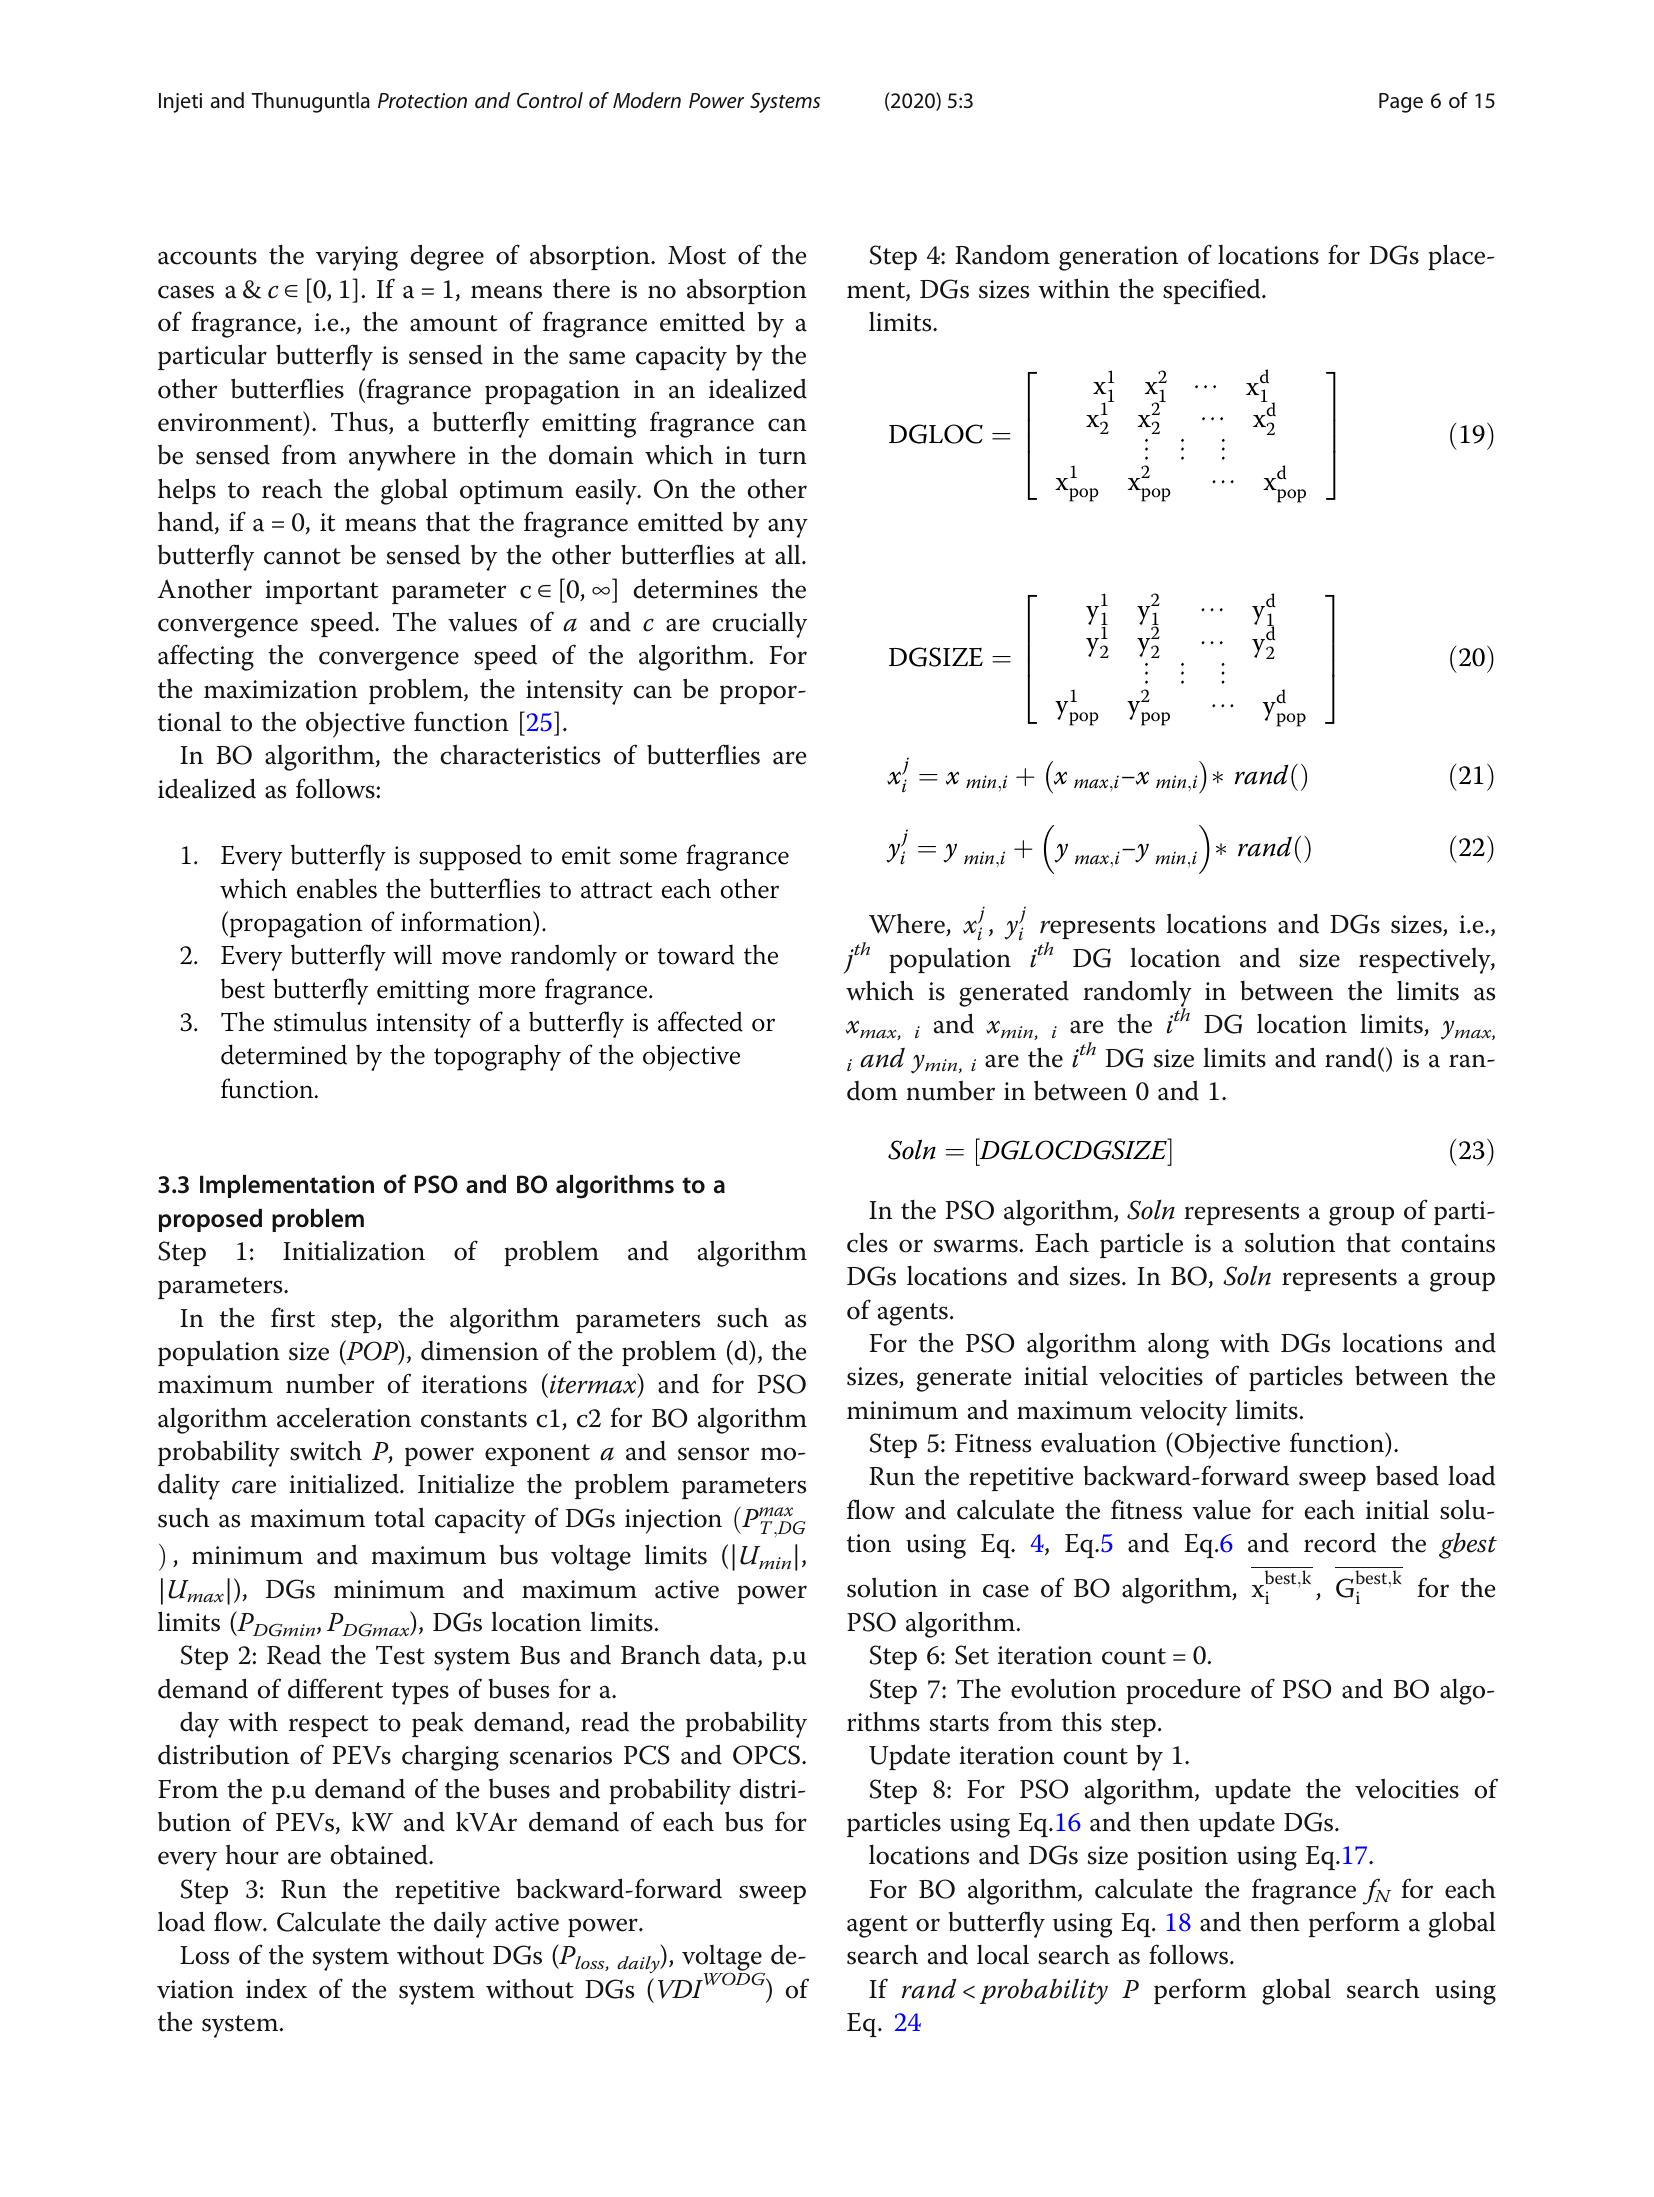 Injeti and Thunuguntla Protection and Control of Modern Power Systems (2020) 5:3 Page 6 of 15
accounts the varying degree of absorption. Most of the
cases a & c ∈ [0, 1]. If a = 1, means there is no absorption
of fragrance, i.e., the amount of fragrance emitted by a
particular butterfly is sensed in the same capacity by the
other butterflies (fragrance propagation in an idealized
environment). Thus, a butterfly emitting fragrance can
be sensed from anywhere in the domain which in turn
helps to reach the global optimum easily. On the other
hand, if a = 0, it means that the fragrance emitted by any
butterfly cannot be sensed by the other butterflies at all.
Another important parameter c ∈ [0, ∞] determines the
convergence speed. The values of a and c are crucially
affecting the convergence speed of the algorithm. For
the maximization problem, the intensity can be propor-
tional to the objective function [25].
In BO algorithm, the characteristics of butterflies are
idealized as follows:
1. Every butterfly is supposed to emit some fragrance
which enables the butterflies to attract each other
(propagation of information).
2. Every butterfly will move randomly or toward the
best butterfly emitting more fragrance.
3. The stimulus intensity of a butterfly is affected or
determined by the topography of the objective
function.
3.3 Implementation of PSO and BO algorithms to a
proposed problem
Step 1: Initialization of problem and algorithm
parameters.
In the first step, the algorithm parameters such as
population size (POP), dimension of the problem (d), the
maximum number of iterations (itermax) and for PSO
algorithm acceleration constants c1, c2 for BO algorithm
probability switch P, power exponent a and sensor mo-
dality care initialized. Initialize the problem parameters
such as maximum total capacity of DGs injection (P_{T,DG}^{max}
), minimum and maximum bus voltage limits (|U_{min}|,
|U_{max}|), DGs minimum and maximum active power
limits (P_{DGmin}, P_{DGmax}), DGs location limits.
Step 2: Read the Test system Bus and Branch data, p.u
demand of different types of buses for a.
day with respect to peak demand, read the probability
distribution of PEVs charging scenarios PCS and OPCS.
From the p.u demand of the buses and probability distri-
bution of PEVs, kW and kVAr demand of each bus for
every hour are obtained.
Step 3: Run the repetitive backward-forward sweep
load flow. Calculate the daily active power.
Loss of the system without DGs (P_{loss, daily}), voltage de-
viation index of the system without DGs (VDI^{WODG}) of
the system.
Step 4: Random generation of locations for DGs place-
ment, DGs sizes within the specified.
limits.
DGLOC = [ x_1^1 x_1^2 ⋯ x_1^d
x_2^1 x_2^2 ⋯ x_2^d
⋮ ⋮ ⋮
x_{pop}^1 x_{pop}^2 ⋯ x_{pop}^d ] (19)
DGSIZE = [ y_1^1 y_1^2 ⋯ y_1^d
y_2^1 y_2^2 ⋯ y_2^d
⋮ ⋮ ⋮
y_{pop}^1 y_{pop}^2 ⋯ y_{pop}^d ] (20)
x_i^j = x_{min,i} + (x_{max,i}–x_{min,i})∗ rand() (21)
y_i^j = y_{min,i} + (y_{max,i}–y_{min,i})∗ rand() (22)
Where, x_i^j, y_i^j represents locations and DGs sizes, i.e.,
j^{th} population i^{th} DG location and size respectively,
which is generated randomly in between the limits as
x_{max, i} and x_{min, i} are the i^{th} DG location limits, y_{max,
i} and y_{min, i} are the i^{th} DG size limits and rand() is a ran-
dom number in between 0 and 1.
Soln = [DGLOCDGSIZE] (23)
In the PSO algorithm, Soln represents a group of parti-
cles or swarms. Each particle is a solution that contains
DGs locations and sizes. In BO, Soln represents a group
of agents.
For the PSO algorithm along with DGs locations and
sizes, generate initial velocities of particles between the
minimum and maximum velocity limits.
Step 5: Fitness evaluation (Objective function).
Run the repetitive backward-forward sweep based load
flow and calculate the fitness value for each initial solu-
tion using Eq. 4, Eq.5 and Eq.6 and record the gbest
solution in case of BO algorithm, \overline{x_i^{best,k}}, \overline{G_i^{best,k}} for the
PSO algorithm.
Step 6: Set iteration count = 0.
Step 7: The evolution procedure of PSO and BO algo-
rithms starts from this step.
Update iteration count by 1.
Step 8: For PSO algorithm, update the velocities of
particles using Eq.16 and then update DGs.
locations and DGs size position using Eq.17.
For BO algorithm, calculate the fragrance f_N for each
agent or butterfly using Eq. 18 and then perform a global
search and local search as follows.
If rand < probability P perform global search using
Eq. 24